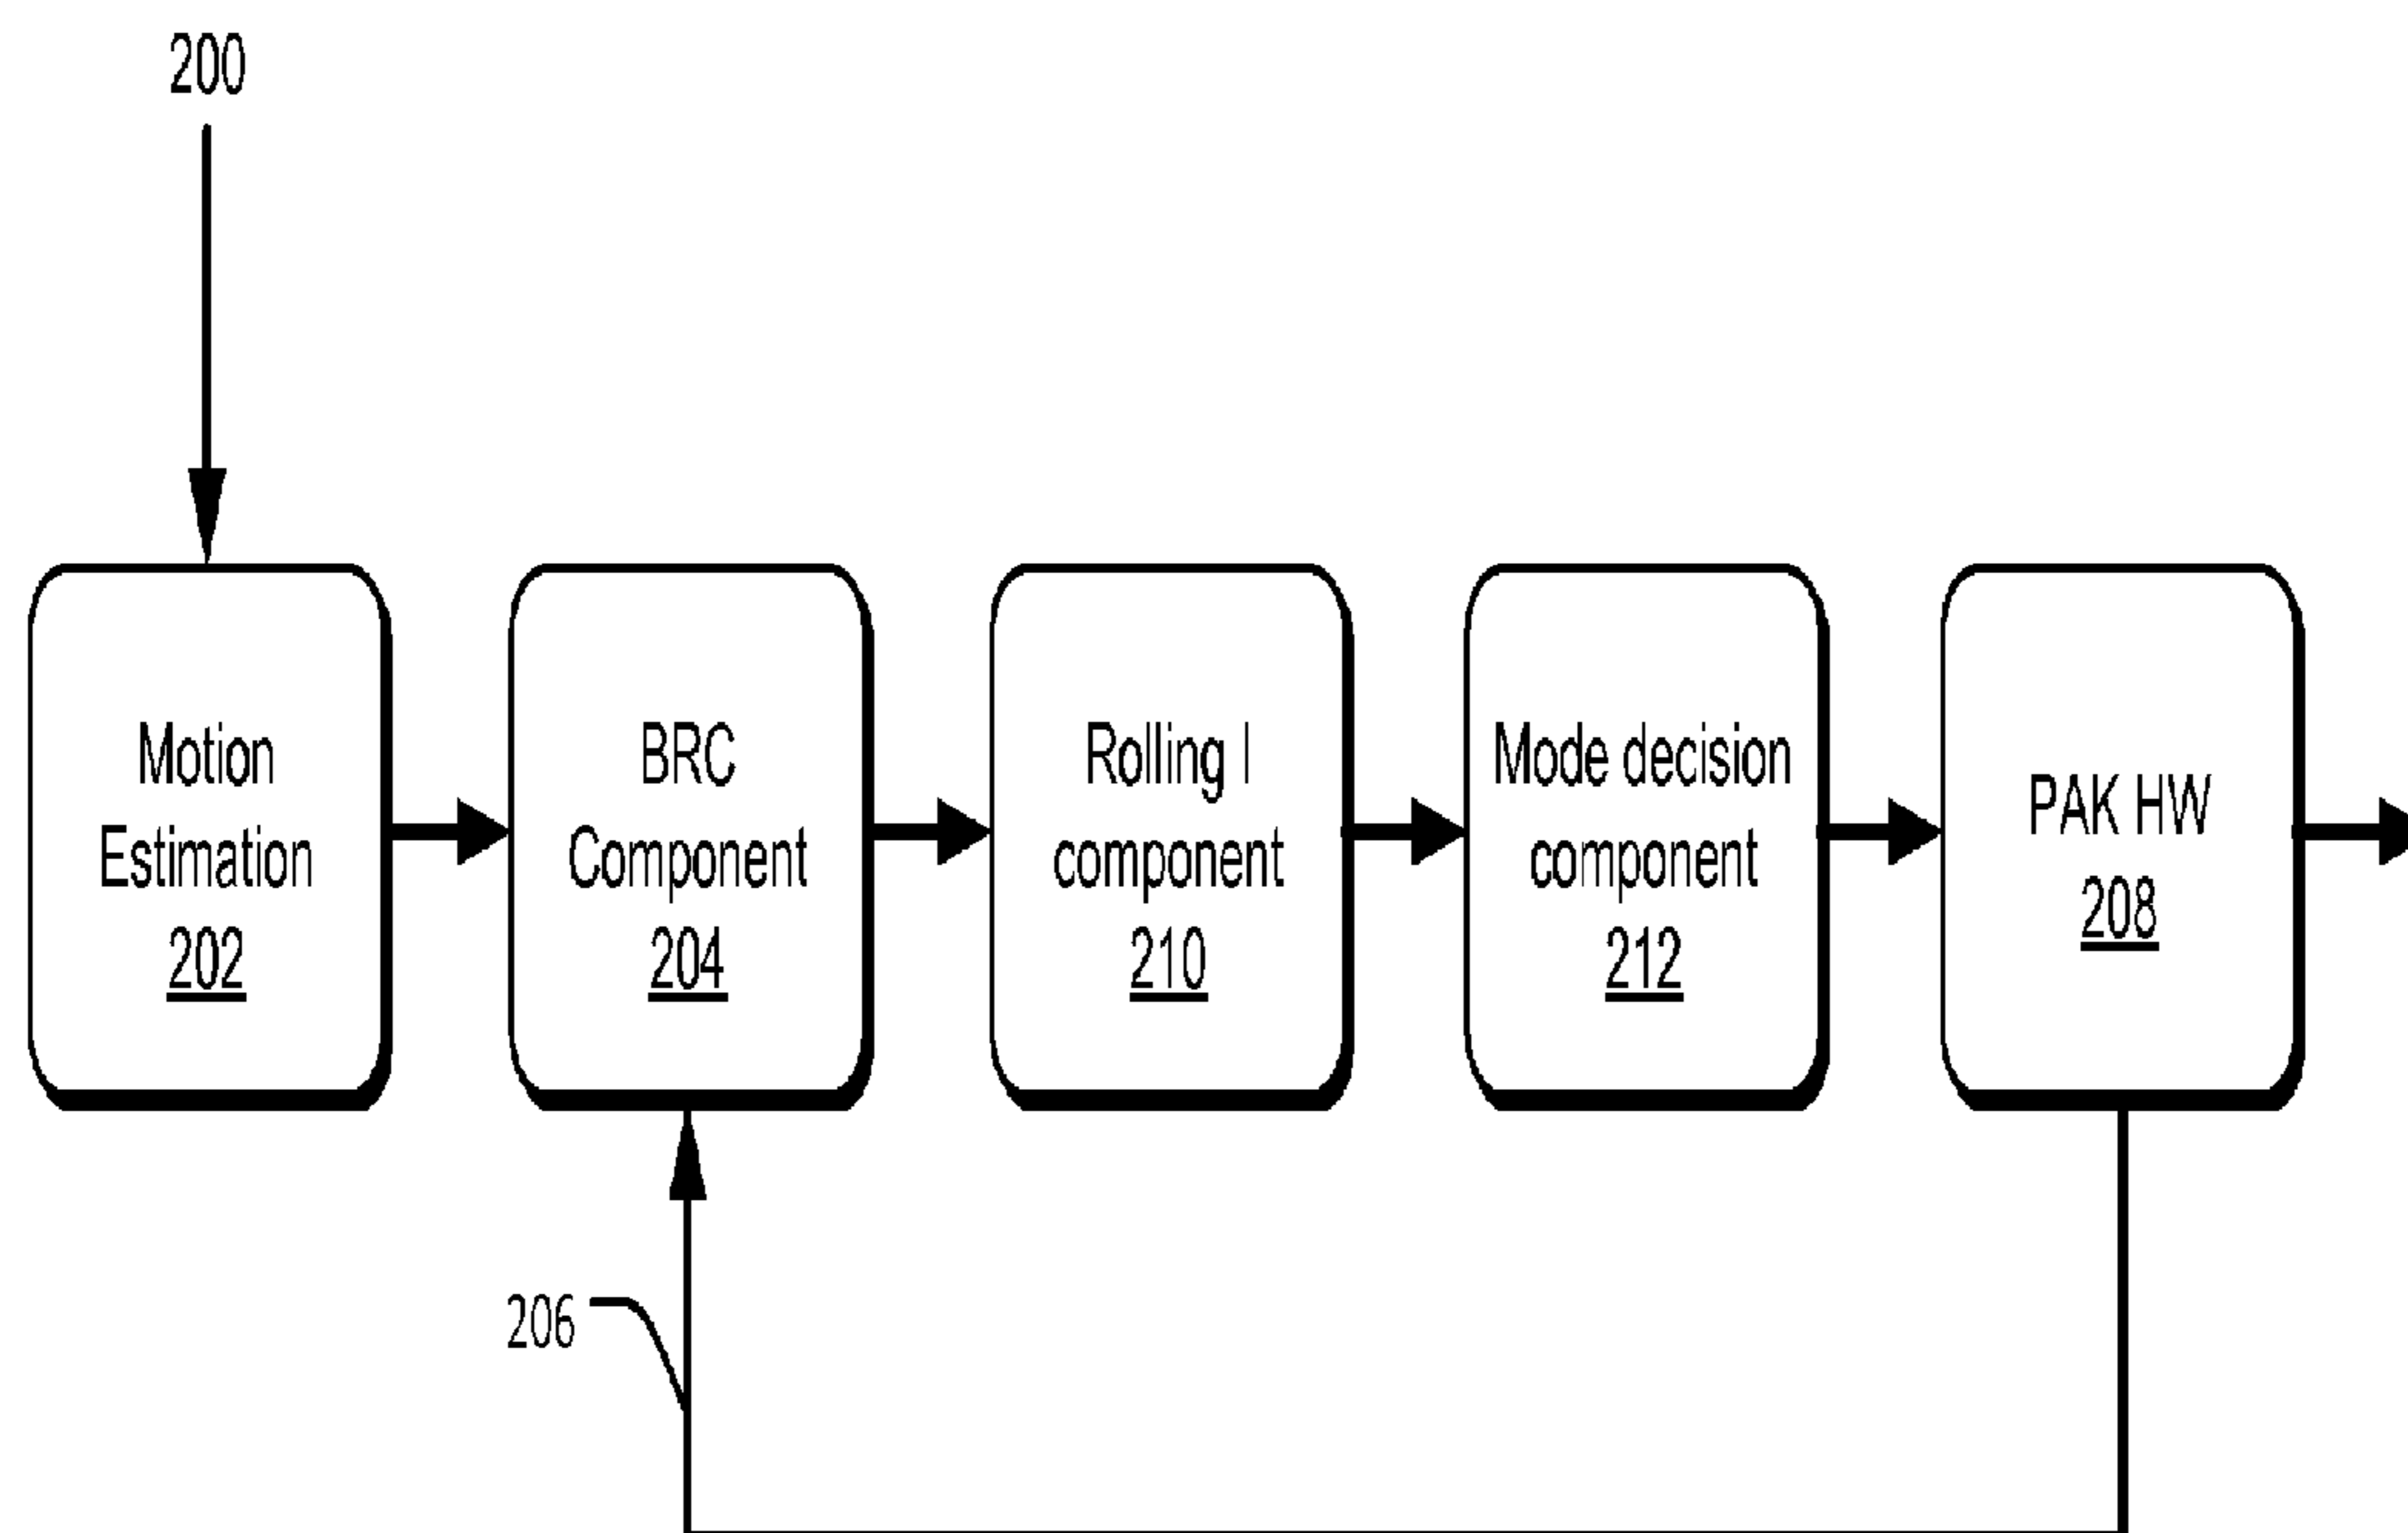 200
Motion
Estimation
202
BRC
Component
204
Rolling I
component
210
Mode decision
component
212
PAK HW
208
206